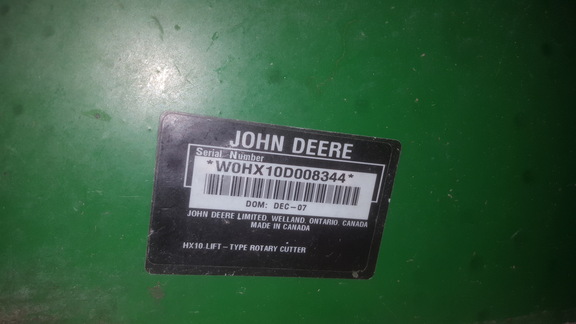 JOHN DEERE
Serial Number
*W0HX10D008344*
DOM: DEC-07
JOHN DEERE LIMITED, WELLAND, ONTARIO, CANADA
MADE IN CANADA
HX10 LIFT-TYPE ROTARY CUTTER